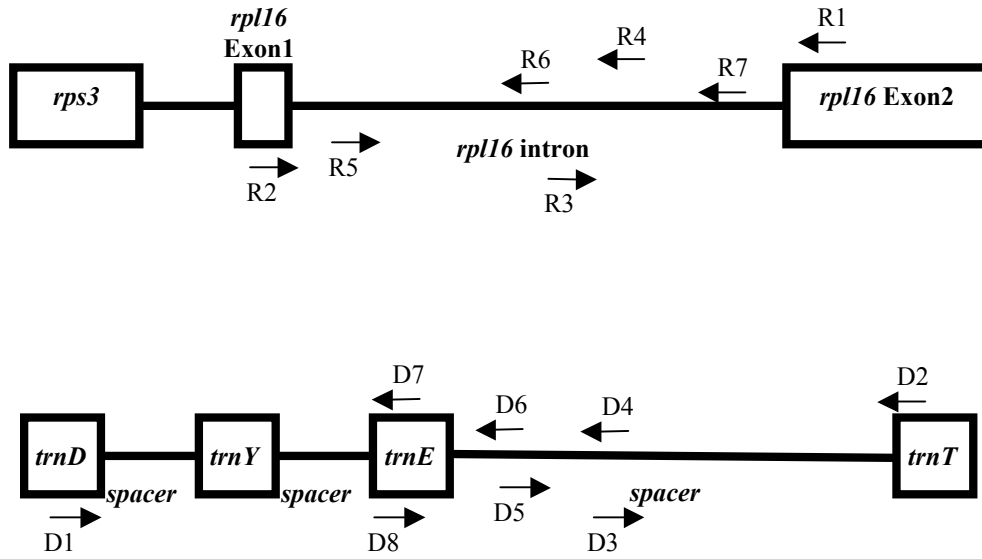 rpl16
Exon1
R1
R4
R6
R7
rps3
rpl16 Exon2
rpl16 intron
R5
R2
R3
D7
D2
D6
D4
trnD
trnY
trnE
trnT
spacer
spacer
D5
spacer
D1
D8
D3